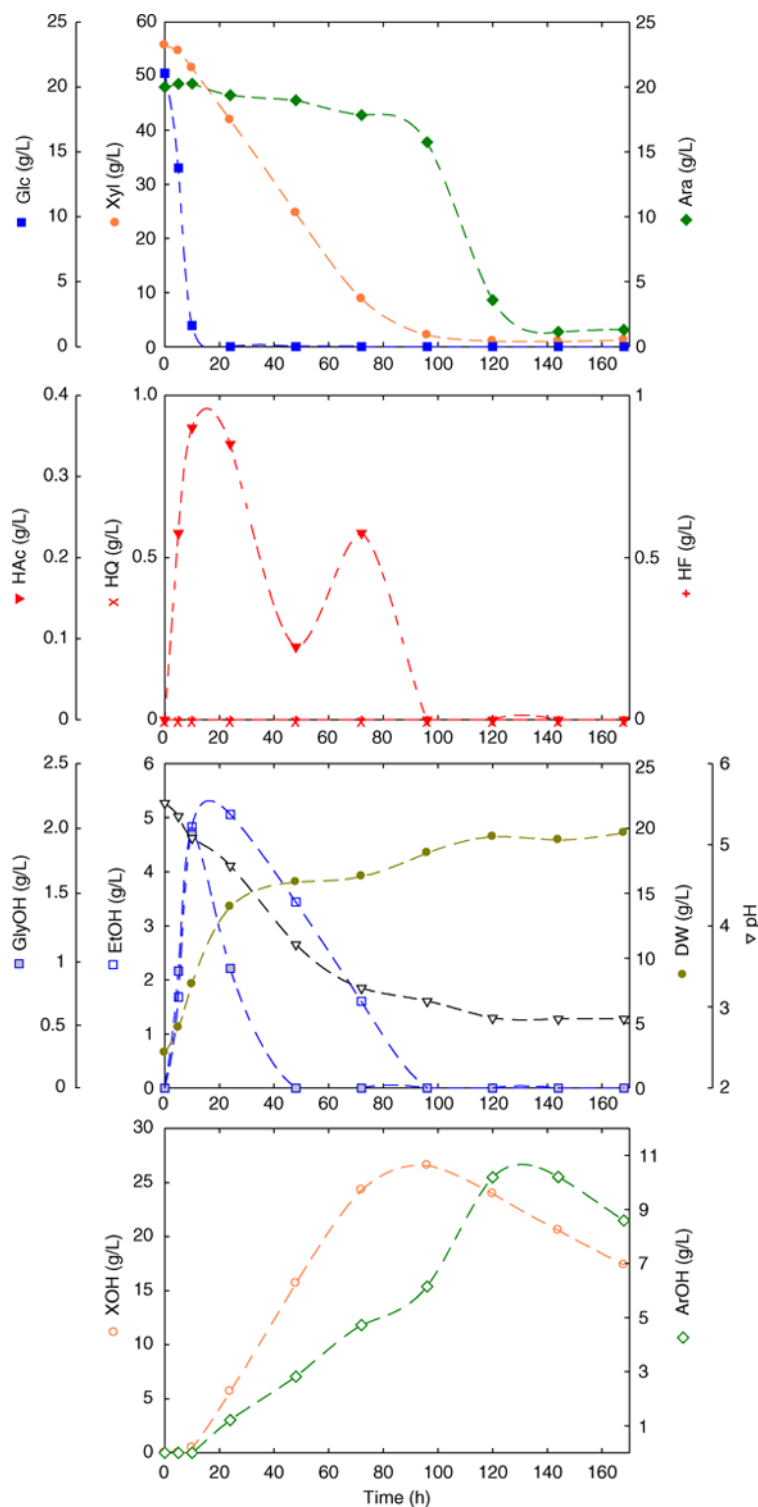 25 60 25
20 50 20
40
15 15
30
10 10
20
5 10 5
0 0 0
0 20 40 60 80 100 120 140 160
Glc (g/L)
Xyl (g/L)
Ara (g/L)
0.4 1.0 1
0.3
0.2 0.5 0.5
0.1
0 0 0
0 20 40 60 80 100 120 140 160
HAc (g/L)
HQ (g/L)
HF (g/L)
2.5 6 25 6
2.0 5 20 5
4
1.5 15
3 4
1 10
2
0.5 1 5 3
0 0 0 2
0 20 40 60 80 100 120 140 160
GlyOH (g/L)
EtOH (g/L)
DW (g/L)
pH
30
11
25
9
20
7
15
5
10
3
5
1
0
0 20 40 60 80 100 120 140 160
XOH (g/L)
ArOH (g/L)
Time (h)